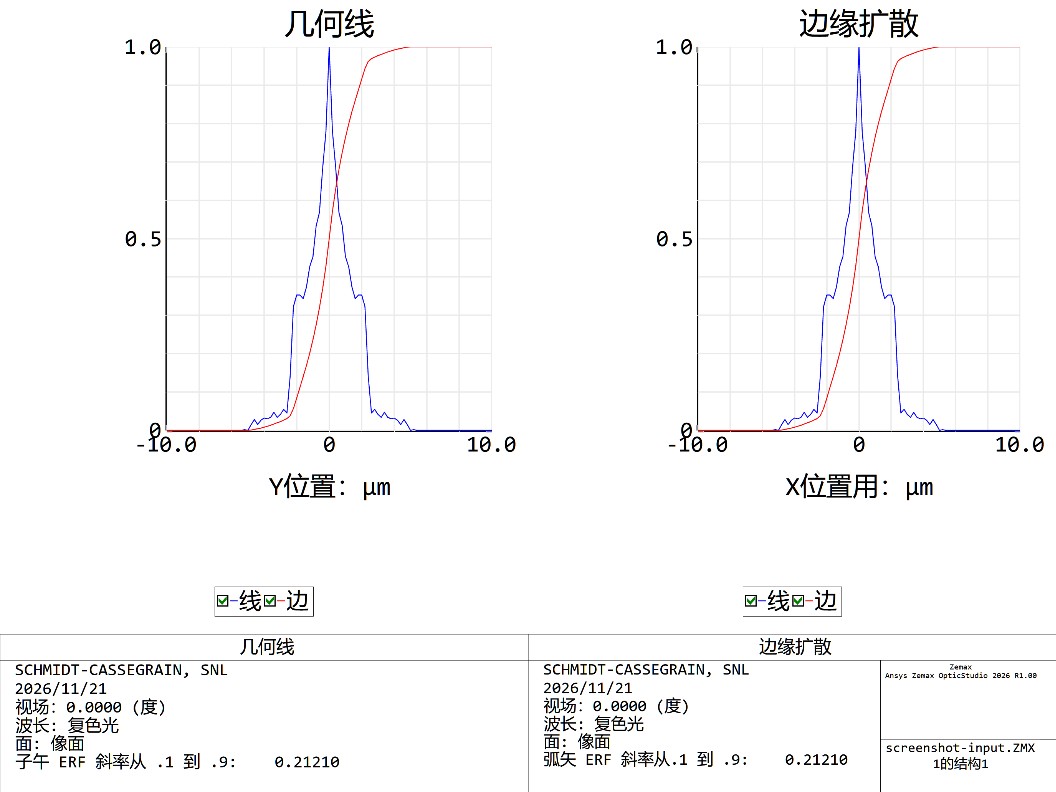 几何线
边缘扩散
1.0
0.5
0
-10.0 0 10.0
Y位置: µm
1.0
0.5
0
-10.0 0 10.0
X位置用: µm
线 边
线 边
几何线
SCHMIDT-CASSEGRAIN, SNL
2026/11/21
视场: 0.0000 (度)
波长: 复色光
面: 像面
子午 ERF 斜率从 .1 到 .9: 0.21210
边缘扩散
SCHMIDT-CASSEGRAIN, SNL
2026/11/21
视场: 0.0000 (度)
波长: 复色光
面: 像面
弧矢 ERF 斜率从.1 到 .9: 0.21210
Zemax
Ansys Zemax OpticStudio 2026 R1.00
screenshot-input.ZMX
1的结构1